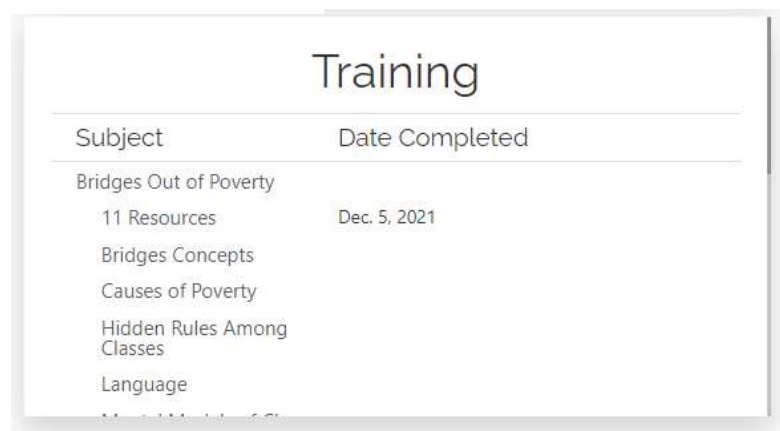 Training
Subject Date Completed
Bridges Out of Poverty
11 Resources Dec. 5, 2021
Bridges Concepts
Causes of Poverty
Hidden Rules Among
Classes
Language